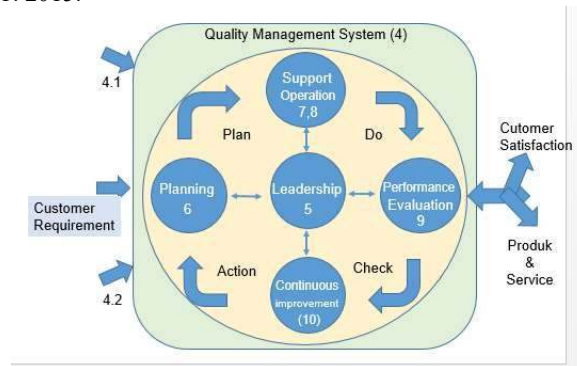 Quality Management System (4)
4.1
Support
Operation
7,8
Plan
Do
Cutomer
Satisfaction
Planning
6
Leadership
5
Performance
Evaluation
9
Customer
Requirement
Produk
&
Service
Action
Check
4.2
Continuous
improvement
(10)